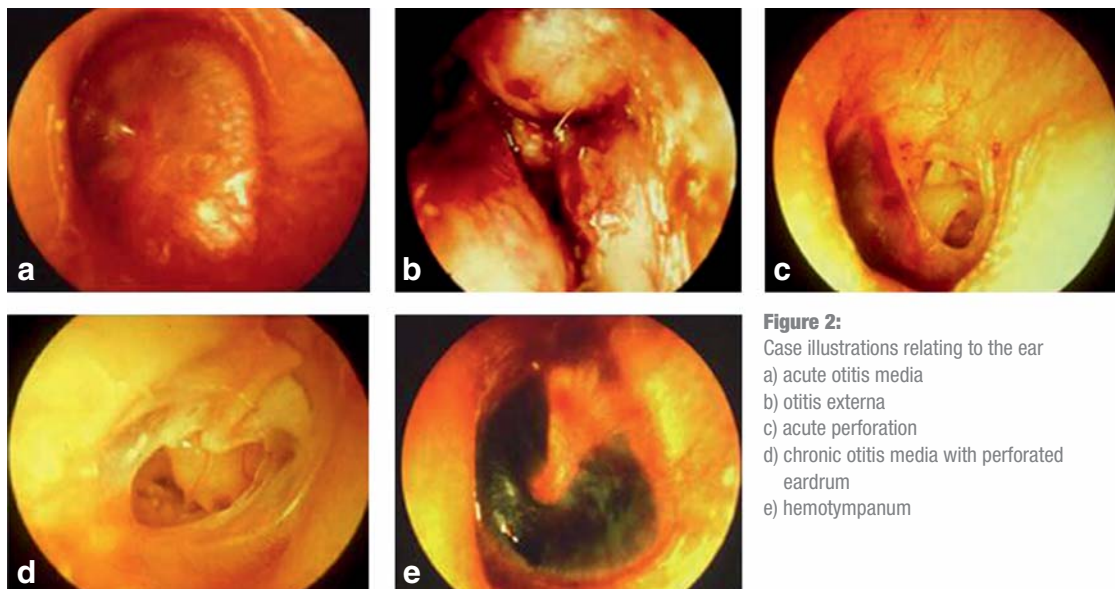 a
b
c
d
e
Figure 2:
Case illustrations relating to the ear
a) acute otitis media
b) otitis externa
c) acute perforation
d) chronic otitis media with perforated
eardrum
e) hemotympanum